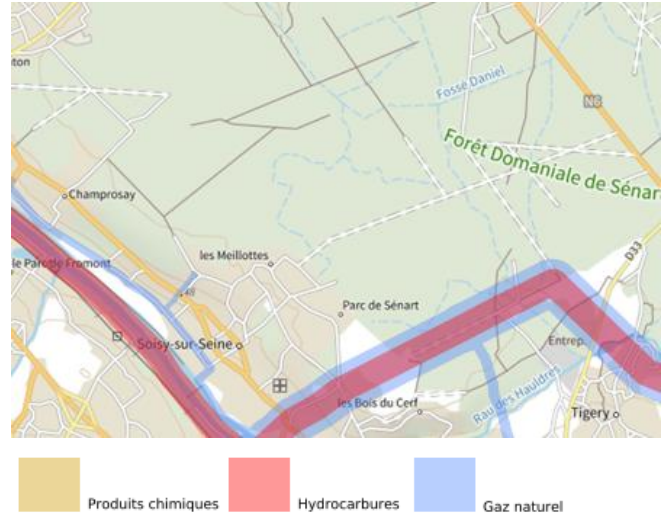 ton
Fossé Daniel
N6
Forêt Domaniale de Sénar
Champrosay
D33
le Parc de Fromont
les Meillottes
Parc de Sénart
Soisy-sur-Seine
Entrep.
les Bois du Cerf
Rau des Hauldres
Tigery
Produits chimiques
Hydrocarbures
Gaz naturel